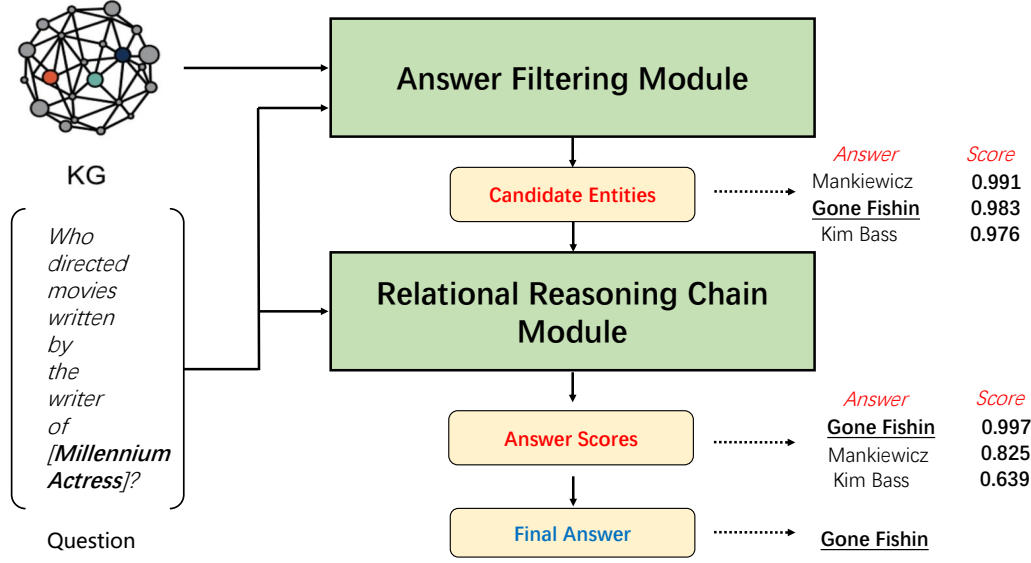 Answer Filtering Module
KG
Candidate Entities
Answer Score
Mankiewicz 0.991
Gone Fishin 0.983
Kim Bass 0.976
Who
directed
movies
written
by
the
writer
of
[Millennium
Actress]?
Question
Relational Reasoning Chain
Module
Answer Scores
Answer Score
Gone Fishin 0.997
Mankiewicz 0.825
Kim Bass 0.639
Final Answer
Gone Fishin